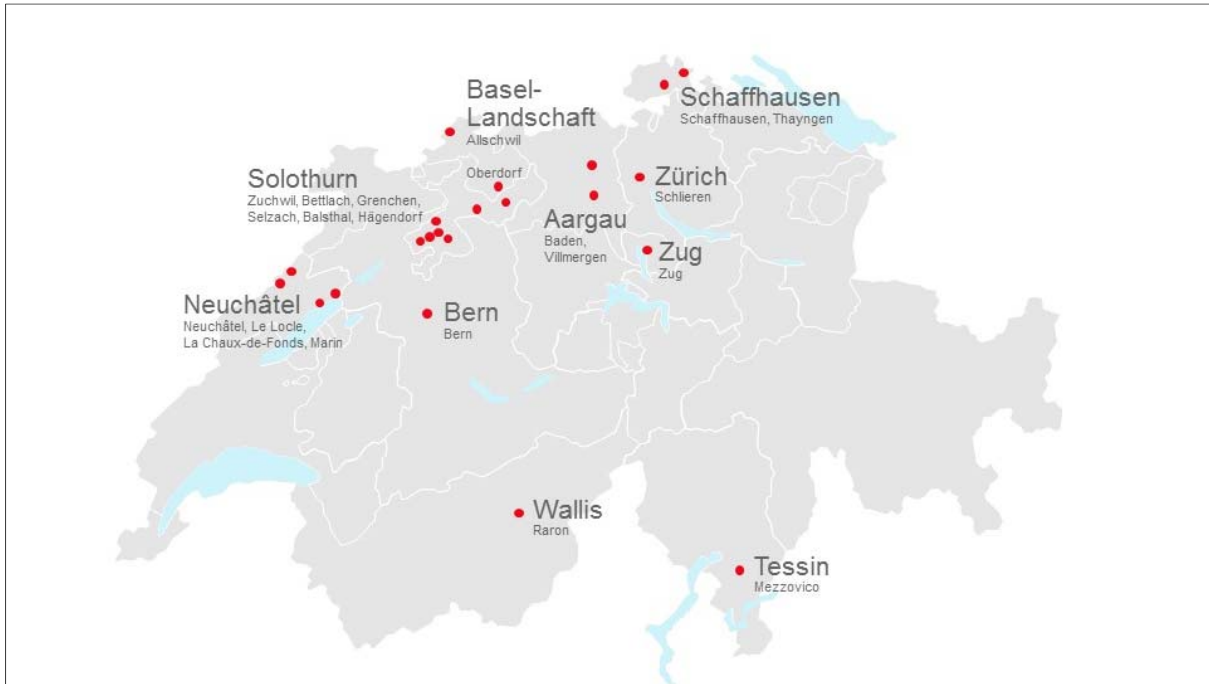 Basel-
Landschaft
Allschwil
Oberdorf
Schaffhausen
Schaffhausen, Thayngen
Solothurn
Zuchwil, Bettlach, Grenchen,
Selzach, Balsthal, Hägendorf
Zürich
Schlieren
Aargau
Baden,
Villmergen
Zug
Zug
Neuchâtel
Neuchâtel, Le Locle,
La Chaux-de-Fonds, Marin
Bern
Bern
Wallis
Raron
Tessin
Mezzovico